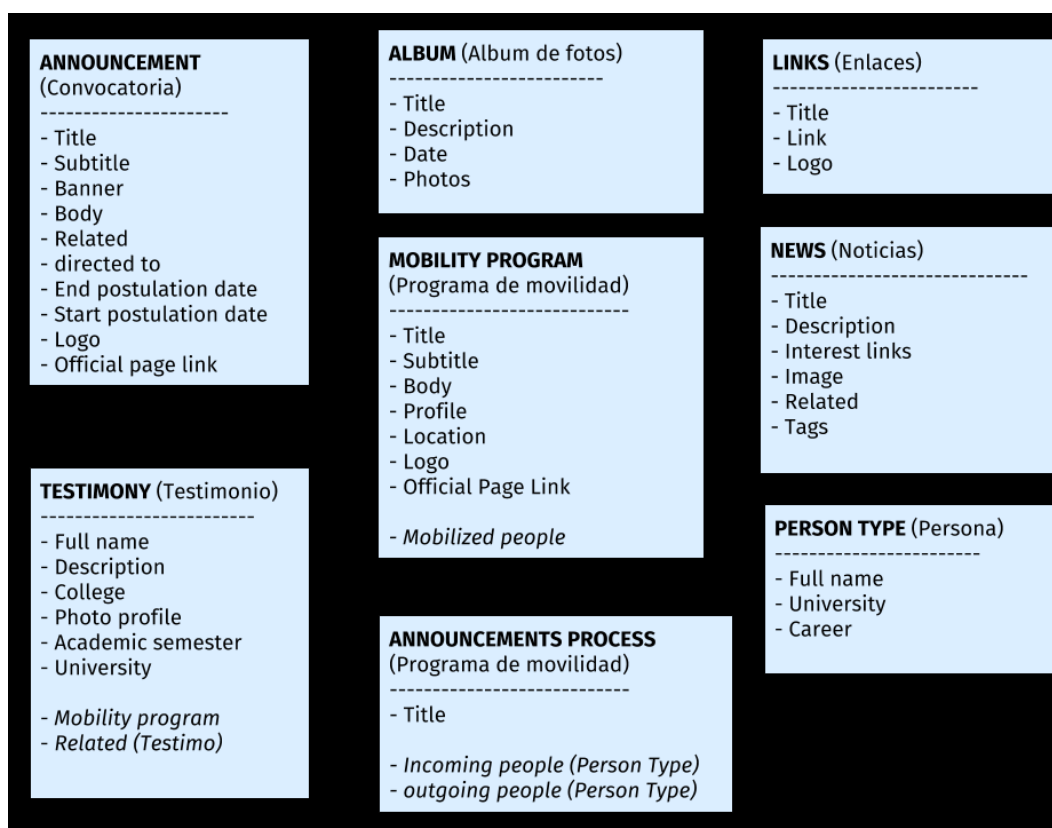 ANNOUNCEMENT
(Convocatoria)
----------------------
- Title
- Subtitle
- Banner
- Body
- Related
- directed to
- End postulation date
- Start postulation date
- Logo
- Official page link
TESTIMONY (Testimonio)
-------------------------
- Full name
- Description
- College
- Photo profile
- Academic semester
- University
- Mobility program
- Related (Testimo)
ALBUM (Album de fotos)
-------------------------
- Title
- Description
- Date
- Photos
MOBILITY PROGRAM
(Programa de movilidad)
----------------------------
- Title
- Subtitle
- Body
- Profile
- Location
- Logo
- Official Page Link
- Mobilized people
ANNOUNCEMENTS PROCESS
(Programa de movilidad)
----------------------------
- Title
- Incoming people (Person Type)
- outgoing people (Person Type)
LINKS (Enlaces)
------------------------
- Title
- Link
- Logo
NEWS (Noticias)
------------------------------
- Title
- Description
- Interest links
- Image
- Related
- Tags
PERSON TYPE (Persona)
------------------------
- Full name
- University
- Career